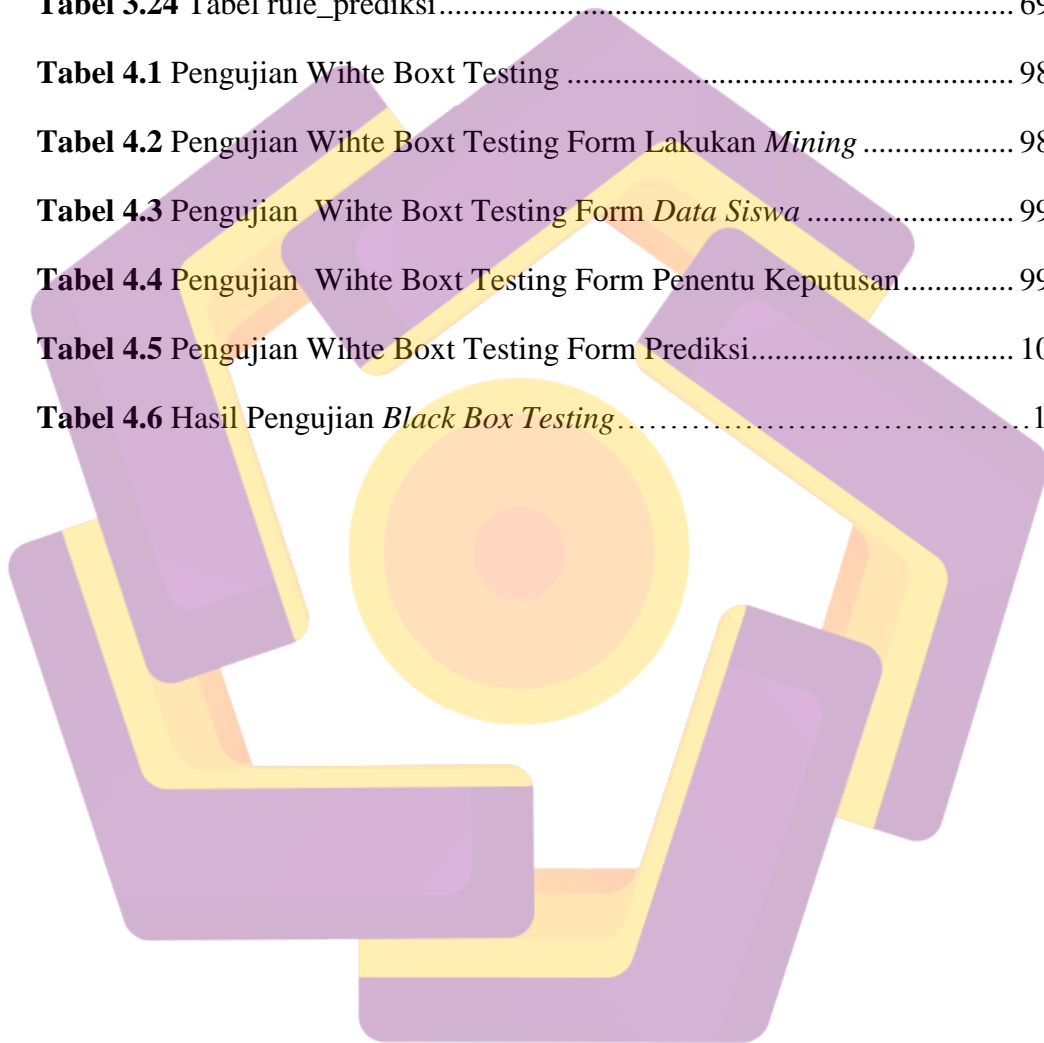 Tabel 3.24 Tabel rule_prediksi.......................................................................... 69
Tabel 4.1 Pengujian Wihte Boxt Testing ......................................................... 98
Tabel 4.2 Pengujian Wihte Boxt Testing Form Lakukan Mining ................... 98
Tabel 4.3 Pengujian Wihte Boxt Testing Form Data Siswa .......................... 99
Tabel 4.4 Pengujian Wihte Boxt Testing Form Penentu Keputusan.............. 99
Tabel 4.5 Pengujian Wihte Boxt Testing Form Prediksi.................................
Tabel 4.6 Hasil Pengujian Black Box Testing……………………………………